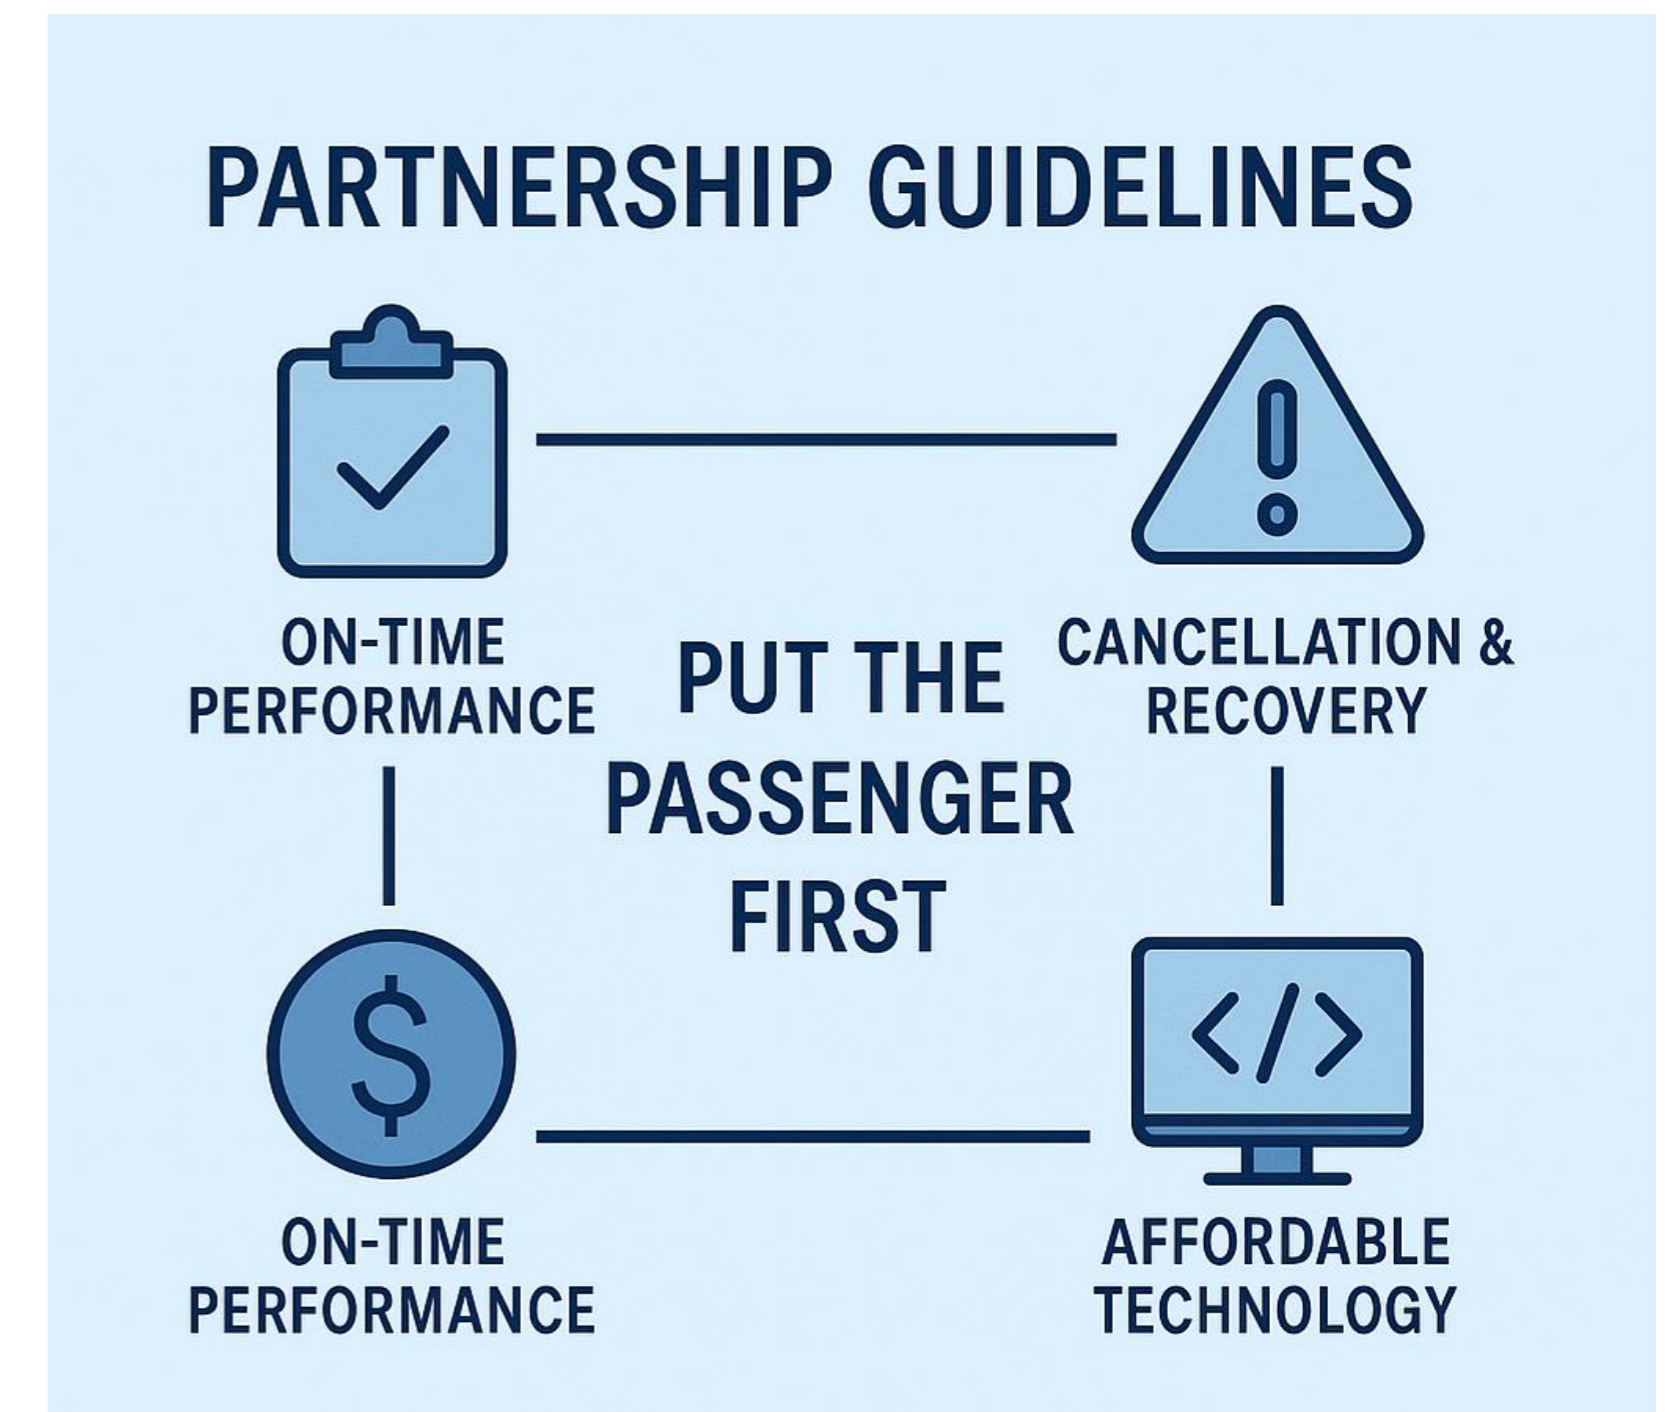 PARTNERSHIP GUIDELINES
ON-TIME
PERFORMANCE
PUT THE
PASSENGER
FIRST
CANCELLATION &
RECOVERY
$
</>
ON-TIME
PERFORMANCE
AFFORDABLE
TECHNOLOGY